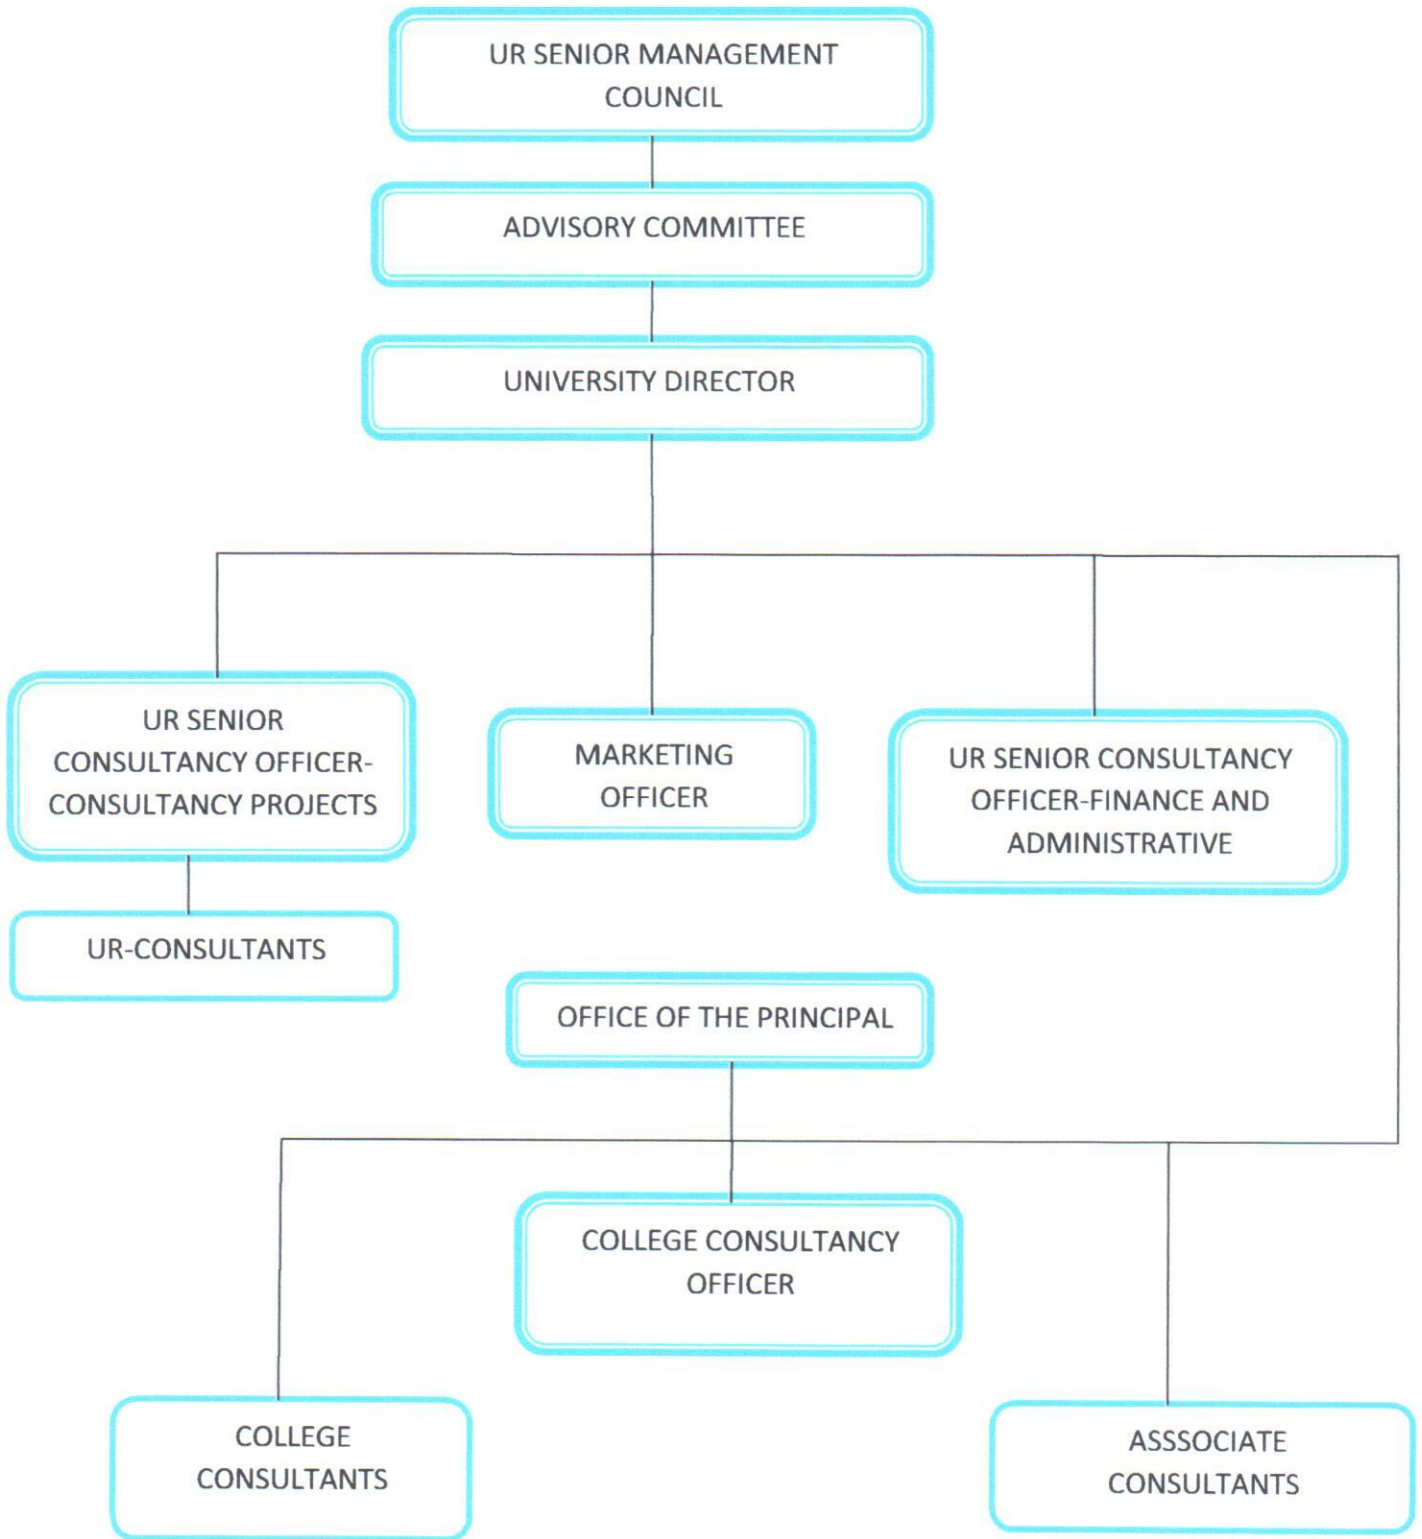 UR SENIOR MANAGEMENT
COUNCIL
ADVISORY COMMITTEE
UNIVERSITY DIRECTOR
UR SENIOR
CONSULTANCY OFFICER-
CONSULTANCY PROJECTS
MARKETING
OFFICER
UR SENIOR CONSULTANCY
OFFICER-FINANCE AND
ADMINISTRATIVE
UR-CONSULTANTS
OFFICE OF THE PRINCIPAL
COLLEGE CONSULTANCY
OFFICER
COLLEGE
CONSULTANTS
ASSSOCIATE
CONSULTANTS